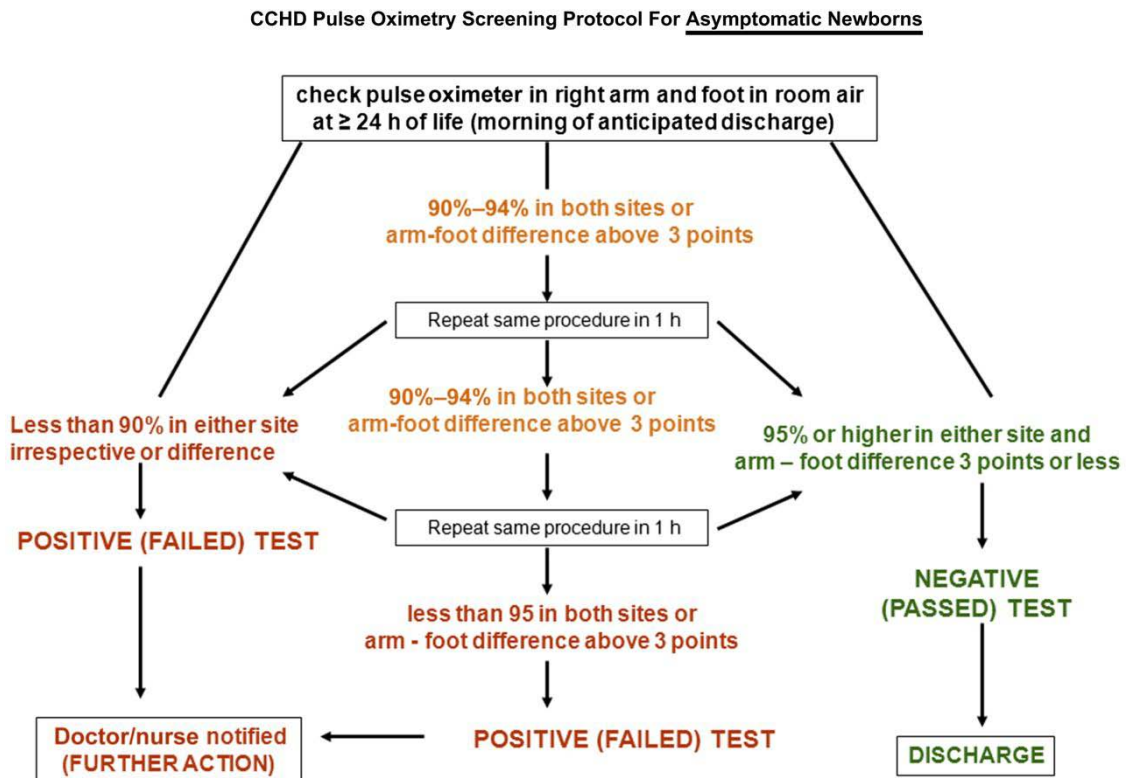 CCHD Pulse Oximetry Screening Protocol For Asymptomatic Newborns
check pulse oximeter in right arm and foot in room air
at ≥ 24 h of life (morning of anticipated discharge)
90%–94% in both sites or
arm-foot difference above 3 points
Repeat same procedure in 1 h
Less than 90% in either site
irrespective or difference
90%–94% in both sites or
arm-foot difference above 3 points
95% or higher in either site and
arm – foot difference 3 points or less
POSITIVE (FAILED) TEST
Repeat same procedure in 1 h
NEGATIVE
(PASSED) TEST
less than 95 in both sites or
arm - foot difference above 3 points
Doctor/nurse notified
(FURTHER ACTION)
POSITIVE (FAILED) TEST
DISCHARGE